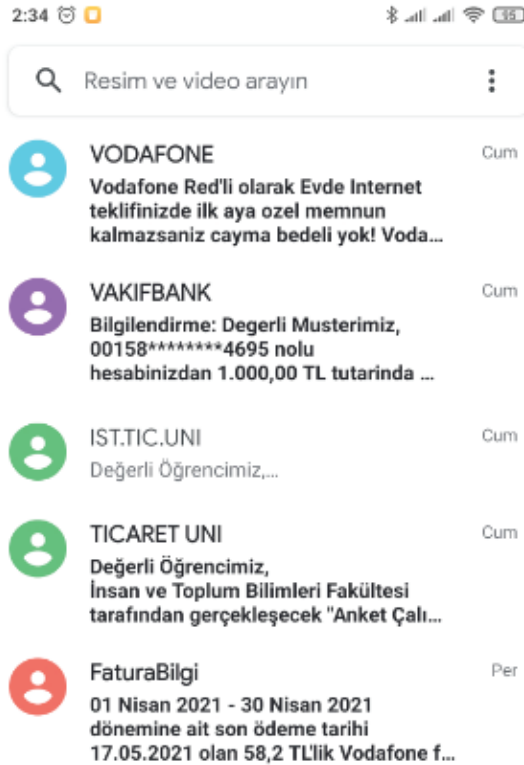 2:34
Resim ve video arayın
VODAFONE
Cum
Vodafone Red'li olarak Evde Internet
teklifinizde ilk aya ozel memnun
kalmazsaniz cayma bedeli yok! Voda...
VAKIFBANK
Cum
Bilgilendirme: Degerli Musterimiz,
00158********4695 nolu
hesabinizdan 1.000,00 TL tutarinda ...
IST.TIC.UNI
Cum
Değerli Öğrencimiz,...
TICARET UNI
Cum
Değerli Öğrencimiz,
İnsan ve Toplum Bilimleri Fakültesi
tarafından gerçekleşecek "Anket Çalı...
FaturaBilgi
Per
01 Nisan 2021 - 30 Nisan 2021
dönemine ait son ödeme tarihi
17.05.2021 olan 58,2 TL'lik Vodafone f...